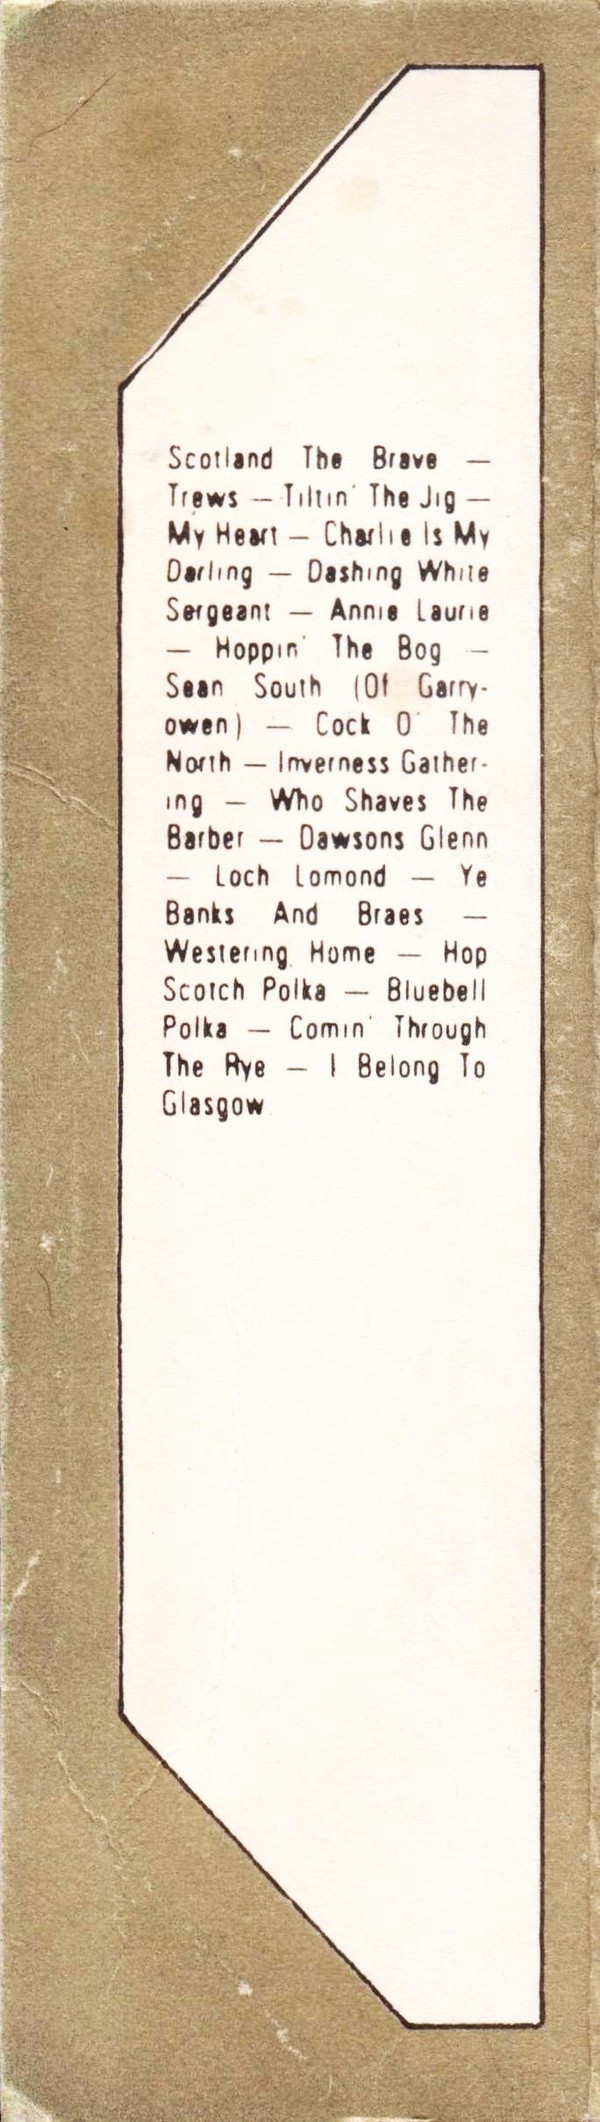 Scotland The Brave —
Trews — Tiltin' The Jig —
My Heart — Charlie Is My
Darling — Dashing White
Sergeant — Annie Laurie
— Hoppin' The Bog —
Sean South (Of Garry-
owen) — Cock O' The
North — Inverness Gather-
ing — Who Shaves The
Barber — Dawsons Glenn
— Loch Lomond — Ye
Banks And Braes —
Westering Home — Hop
Scotch Polka — Bluebell
Polka — Comin' Through
The Rye — I Belong To
Glasgow